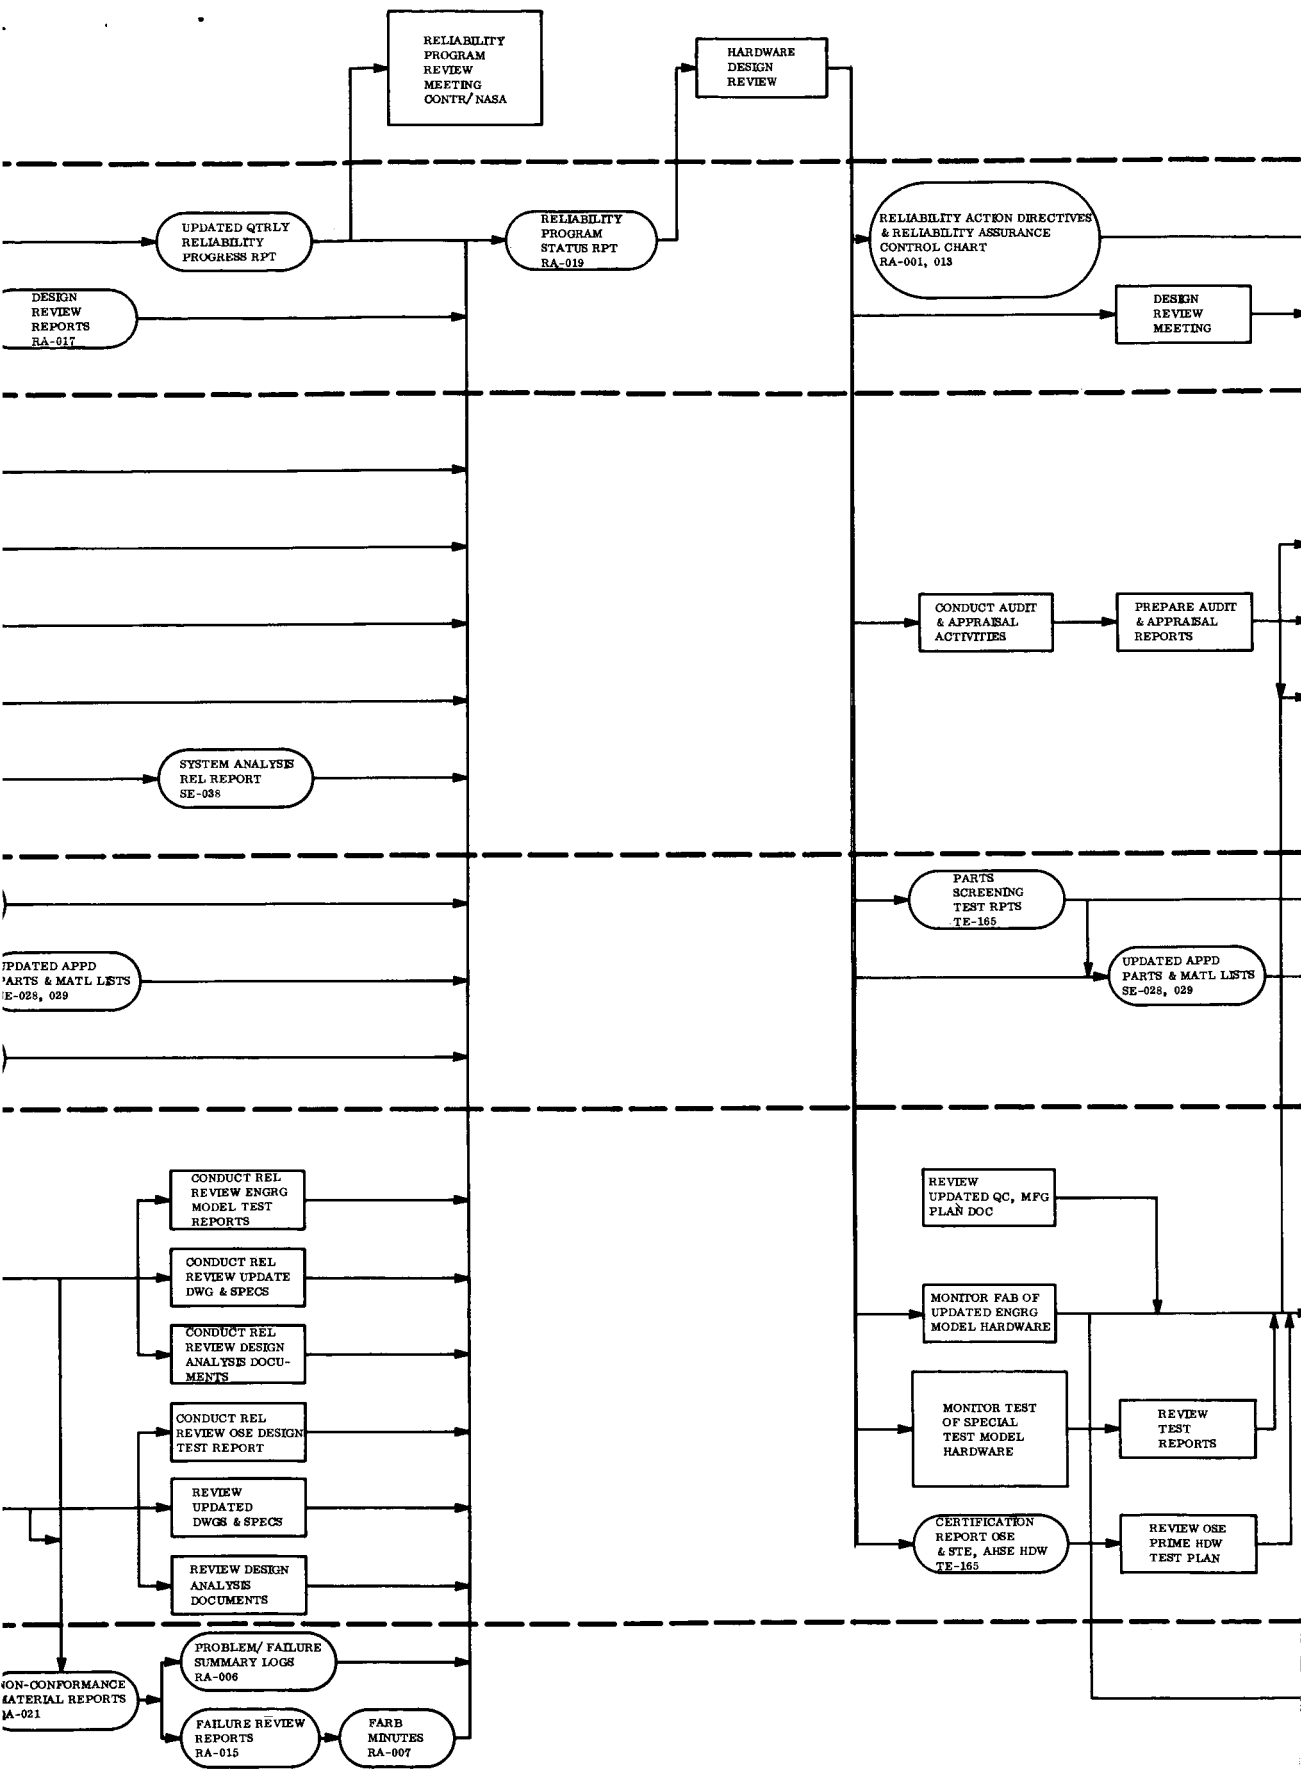 RELIABILITY
PROGRAM
REVIEW
MEETING
CONTR/NASA
HARDWARE
DESIGN
REVIEW
UPDATED QTRLY
RELIABILITY
PROGRESS RPT
RELIABILITY
PROGRAM
STATUS RPT
RA-019
RELIABILITY ACTION DIRECTIVES
& RELIABILITY ASSURANCE
CONTROL CHART
RA-001, 013
DESIGN
REVIEW
REPORTS
RA-017
DESIGN
REVIEW
MEETING
CONDUCT AUDIT
& APPRAISAL
ACTIVITIES
PREPARE AUDIT
& APPRAISAL
REPORTS
SYSTEM ANALYSIS
REL REPORT
SE-038
PARTS
SCREENING
TEST RPTS
TE-165
UPDATED APPD
PARTS & MATL LISTS
E-028, 029
UPDATED APPD
PARTS & MATL LISTS
SE-028, 029
CONDUCT REL
REVIEW ENGRG
MODEL TEST
REPORTS
REVIEW
UPDATED QC, MFG
PLAN DOC
CONDUCT REL
REVIEW UPDATE
DWG & SPECS
MONITOR FAB OF
UPDATED ENGRG
MODEL HARDWARE
CONDUCT REL
REVIEW DESIGN
ANALYSIS DOCU-
MENTS
CONDUCT REL
REVIEW OSE DESIGN
TEST REPORT
MONITOR TEST
OF SPECIAL
TEST MODEL
HARDWARE
REVIEW
TEST
REPORTS
REVIEW
UPDATED
DWGS & SPECS
CERTIFICATION
REPORT OSE
& STE, AHSE HDW
TE-165
REVIEW OSE
PRIME HDW
TEST PLAN
REVIEW DESIGN
ANALYSIS
DOCUMENTS
PROBLEM/FAILURE
SUMMARY LOGS
RA-006
NON-CONFORMANCE
MATERIAL REPORTS
A-021
FAILURE REVIEW
REPORTS
RA-015
FARB
MINUTES
RA-007